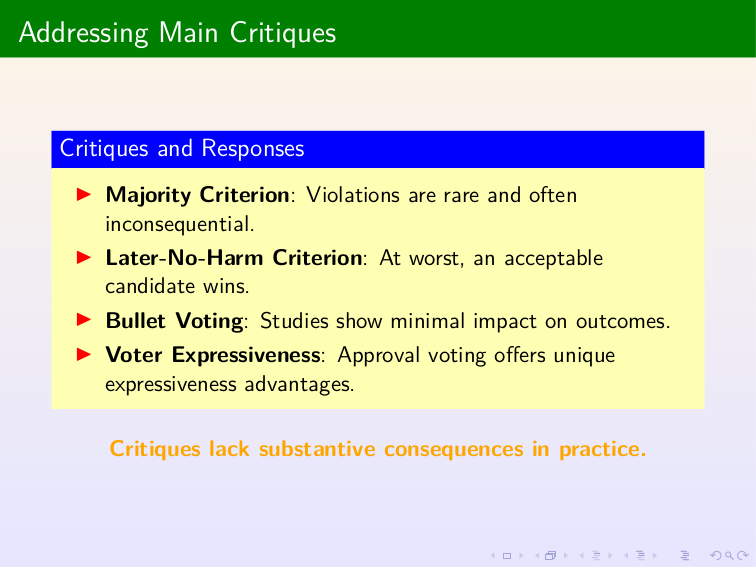 Addressing Main Critiques
Critiques and Responses
Majority Criterion: Violations are rare and often
inconsequential.
Later-No-Harm Criterion: At worst, an acceptable
candidate wins.
Bullet Voting: Studies show minimal impact on outcomes.
Voter Expressiveness: Approval voting offers unique
expressiveness advantages.
Critiques lack substantive consequences in practice.